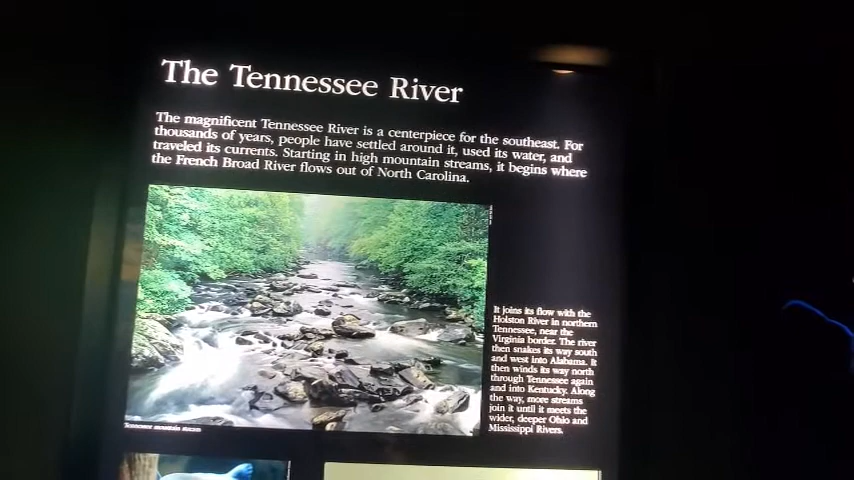 The Tennessee River
The magnificent Tennessee River is a centerpiece for the southeast. For
thousands of years, people have settled around it, used its water, and
traveled its currents. Starting in high mountain streams, it begins where
the French Broad River flows out of North Carolina.
It joins its flow with the
Holston River in northern
Tennessee, near the
Virginia border. The river
then snakes its way south
and west into Alabama. It
then winds its way north
through Tennessee again
and into Kentucky. Along
the way, more streams
join it until it meets the
wider, deeper Ohio and
Mississippi Rivers.
Tennessee mountain stream